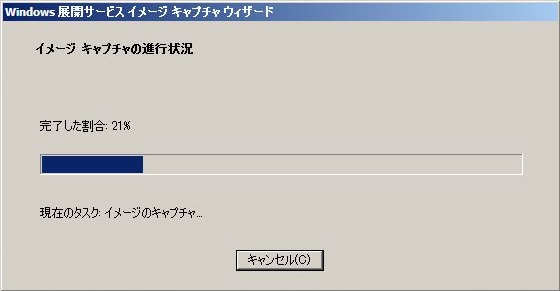 Windows 展開サービス イメージ キャプチャ ウィザード
イメージ キャプチャの進行状況
完了した割合: 21%
現在のタスク: イメージのキャプチャ...
キャンセル(C)